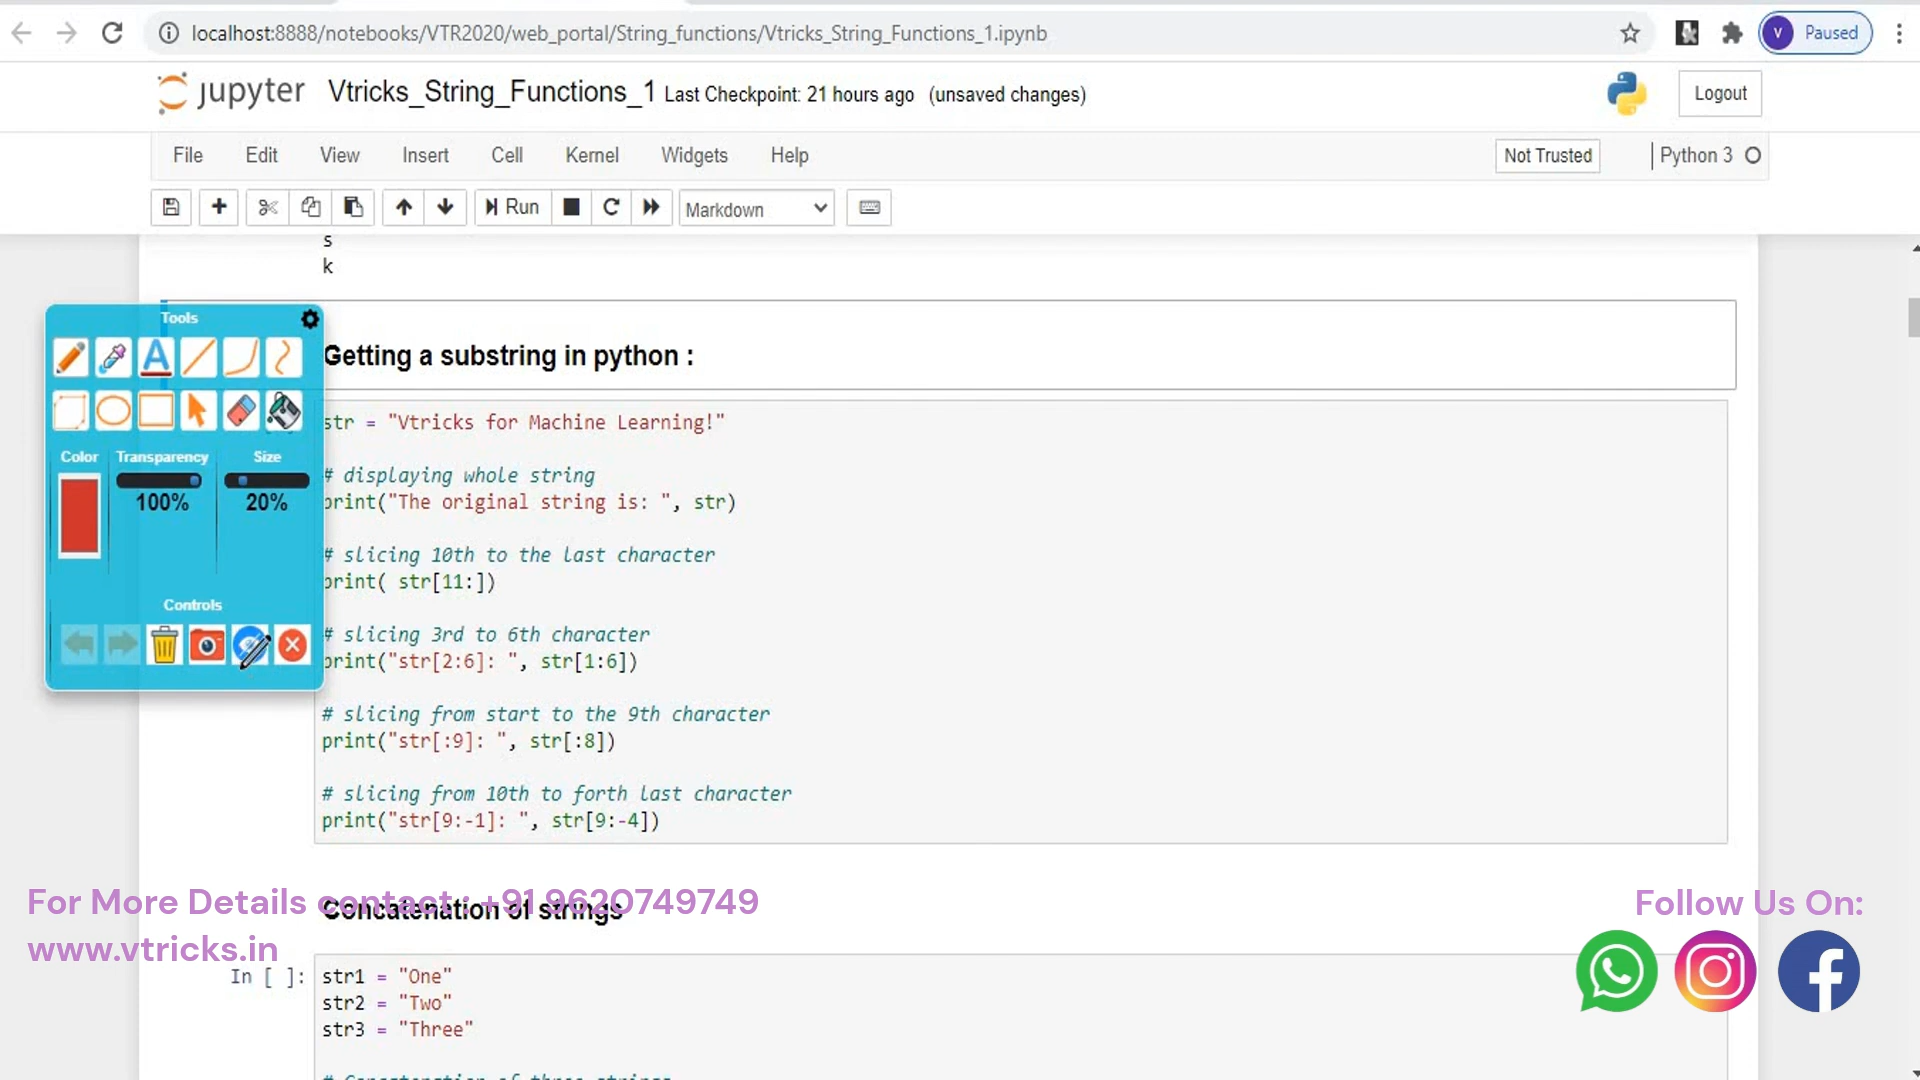 localhost:8888/notebooks/VTR2020/web_portal/String_functions/Vtricks_String_Functions_1.ipynb
V Paused
jupyter Vtricks_String_Functions_1 Last Checkpoint: 21 hours ago (unsaved changes)
Logout
File Edit View Insert Cell Kernel Widgets Help
Not Trusted
Python 3
Run
Markdown
s
k
Tools
Getting a substring in python :
str = "Vtricks for Machine Learning!"
Color Transparency Size
100% 20%
# displaying whole string
print("The original string is: ", str)
# slicing 10th to the last character
print( str[11:])
Controls
# slicing 3rd to 6th character
print("str[2:6]: ", str[1:6])
# slicing from start to the 9th character
print("str[:9]: ", str[:8])
# slicing from 10th to forth last character
print("str[9:-1]: ", str[9:-4])
For More Details contact : +91 9620749749
Concatenation of strings
www.vtricks.in
Follow Us On:
In [ ]:
str1 = "One"
str2 = "Two"
str3 = "Three"
# Concatenation of three strings